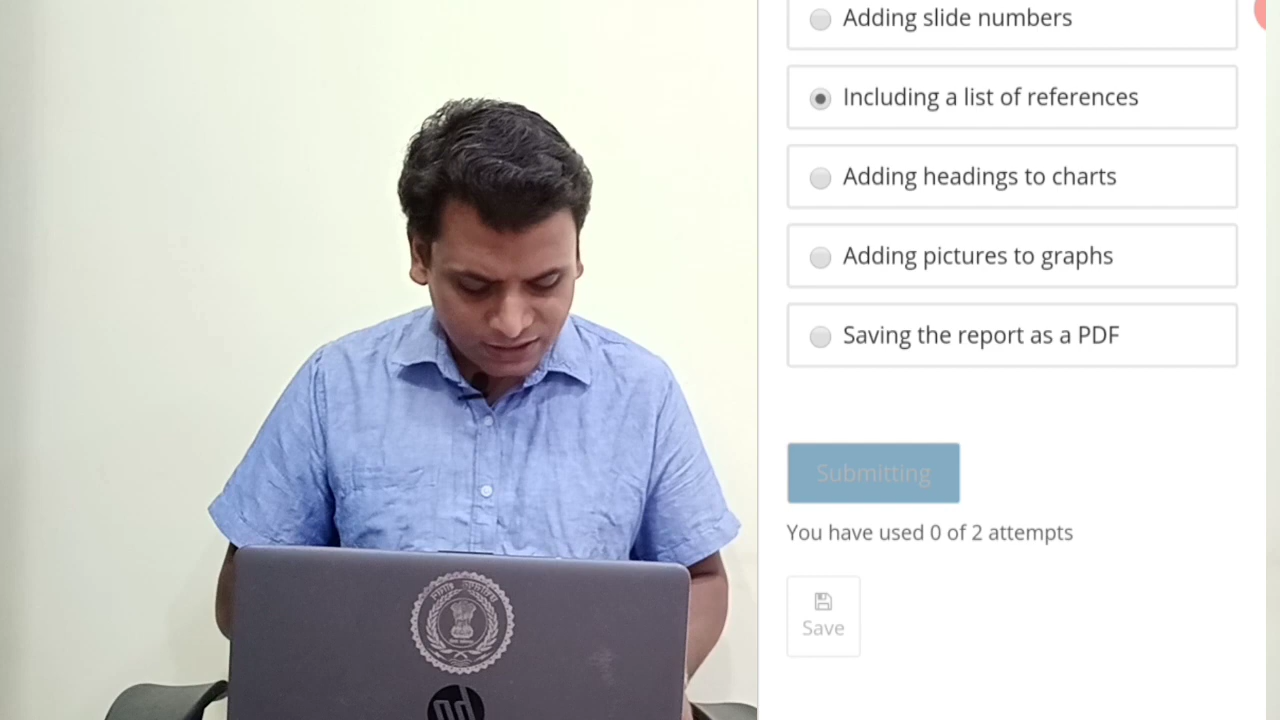 Adding slide numbers
Including a list of references
Adding headings to charts
Adding pictures to graphs
Saving the report as a PDF
Submitting
You have used 0 of 2 attempts
Save
hp